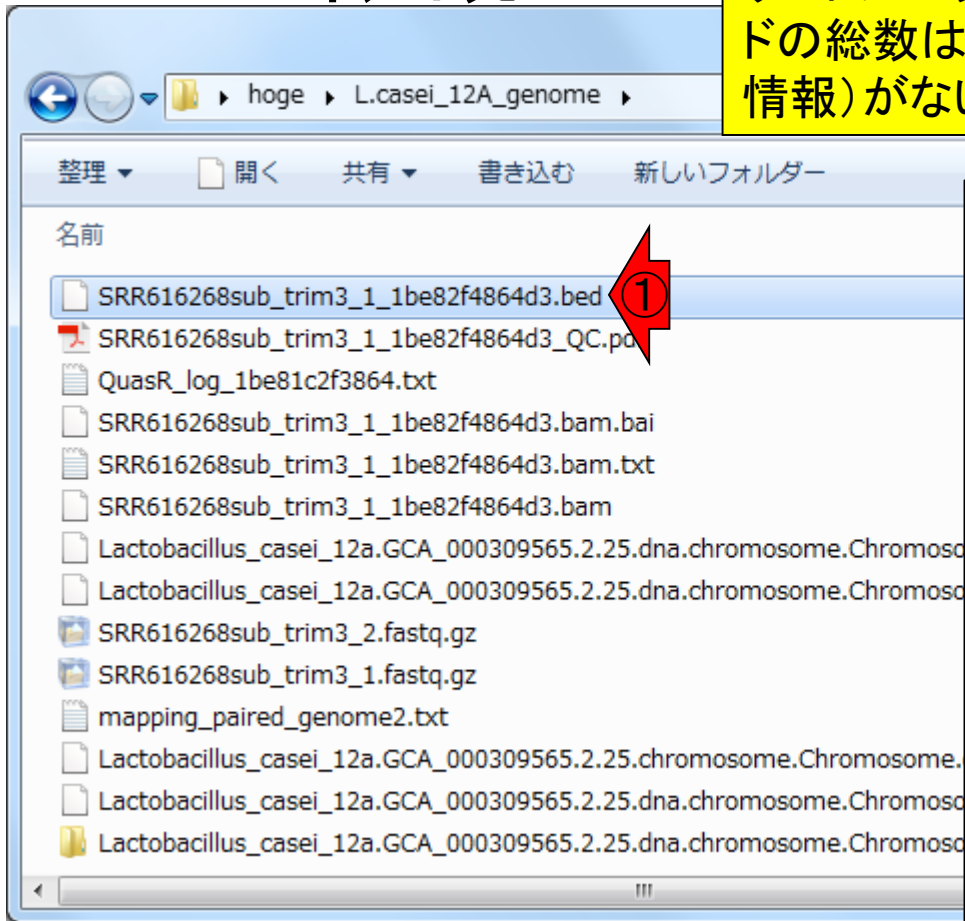 ドの総数は
情報)がない
hoge L.casei_12A_genome
整理 開く 共有 書き込む 新しいフォルダー
名前
SRR616268sub_trim3_1_1be82f4864d3.bed ①
SRR616268sub_trim3_1_1be82f4864d3_QC.pd
QuasR_log_1be81c2f3864.txt
SRR616268sub_trim3_1_1be82f4864d3.bam.bai
SRR616268sub_trim3_1_1be82f4864d3.bam.txt
SRR616268sub_trim3_1_1be82f4864d3.bam
Lactobacillus_casei_12a.GCA_000309565.2.25.dna.chromosome.Chromoso
Lactobacillus_casei_12a.GCA_000309565.2.25.dna.chromosome.Chromoso
SRR616268sub_trim3_2.fastq.gz
SRR616268sub_trim3_1.fastq.gz
mapping_paired_genome2.txt
Lactobacillus_casei_12a.GCA_000309565.2.25.chromosome.Chromosome.
Lactobacillus_casei_12a.GCA_000309565.2.25.dna.chromosome.Chromoso
Lactobacillus_casei_12a.GCA_000309565.2.25.dna.chromosome.Chromoso